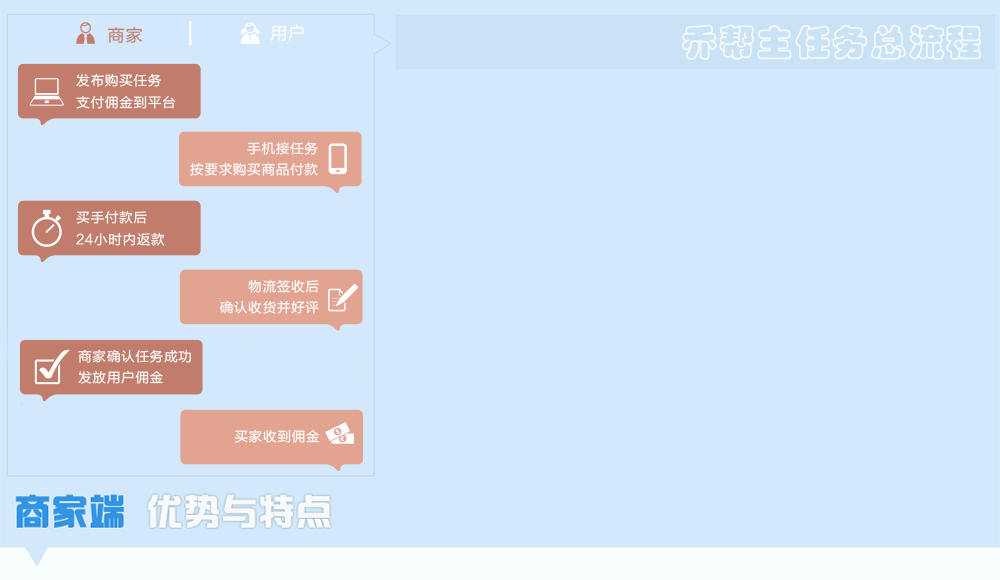 商家
用户
乔帮主任务总流程
发布购买任务
支付佣金到平台
手机接任务
按要求购买商品付款
买手付款后
24小时内返款
物流签收后
确认收货并好评
商家确认任务成功
发放用户佣金
买家收到佣金
商家端 优势与特点